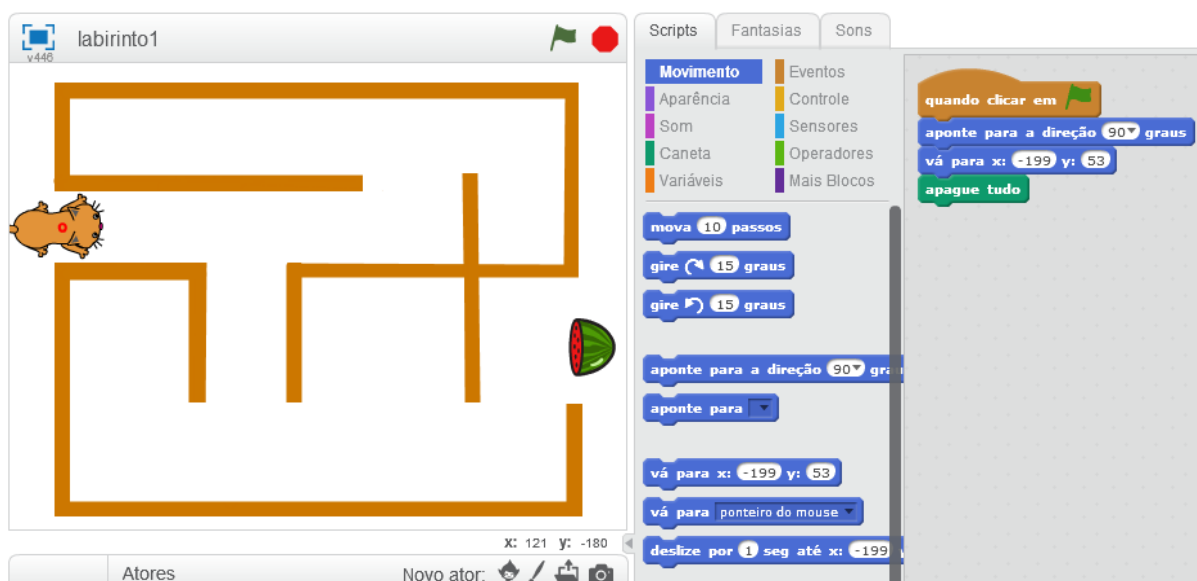 labirinto1
v446
x: 121 y: -180
Atores
Novo ator:
Scripts Fantasias Sons
Movimento Eventos
Aparência Controle
Som Sensores
Caneta Operadores
Variáveis Mais Blocos
mova 10 passos
gire 15 graus
gire 15 graus
aponte para a direção 90 gra
aponte para
vá para x: -199 y: 53
vá para ponteiro do mouse
deslize por 1 seg até x: -199
quando clicar em
aponte para a direção 90 graus
vá para x: -199 y: 53
apague tudo